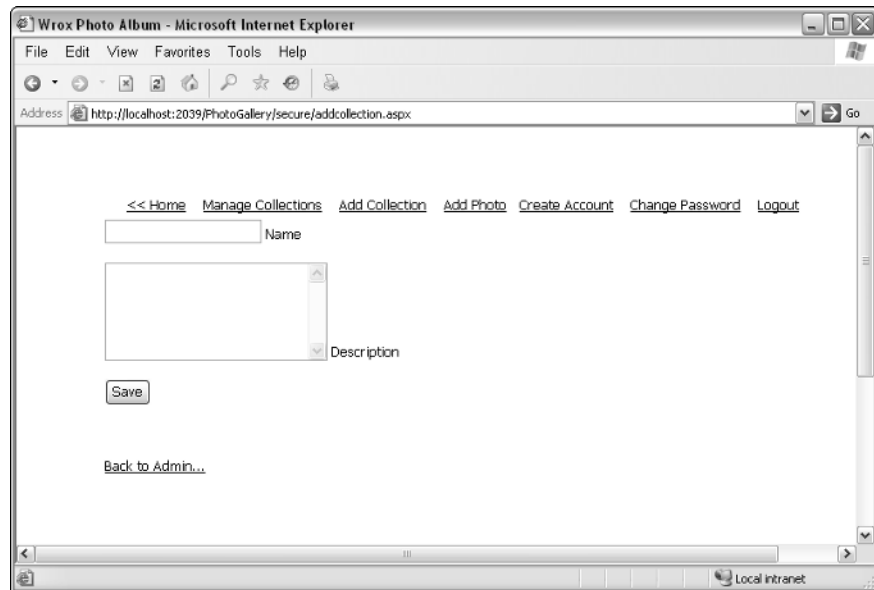 Wrox Photo Album - Microsoft Internet Explorer
File Edit View Favorites Tools Help
Address http://localhost:2039/PhotoGallery/secure/addcollection.aspx Go
<< Home Manage Collections Add Collection Add Photo Create Account Change Password Logout
Name
Description
Save
Back to Admin...
Local intranet